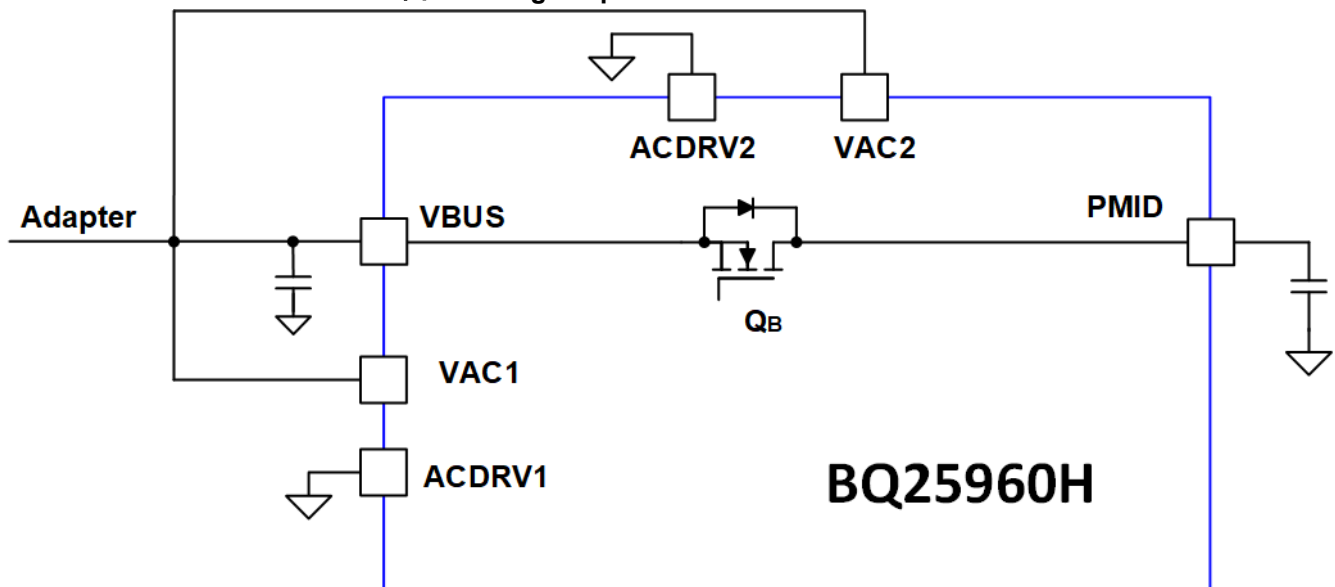 ACDRV2
VAC2
Adapter
VBUS
PMID
QB
VAC1
ACDRV1
BQ25960H